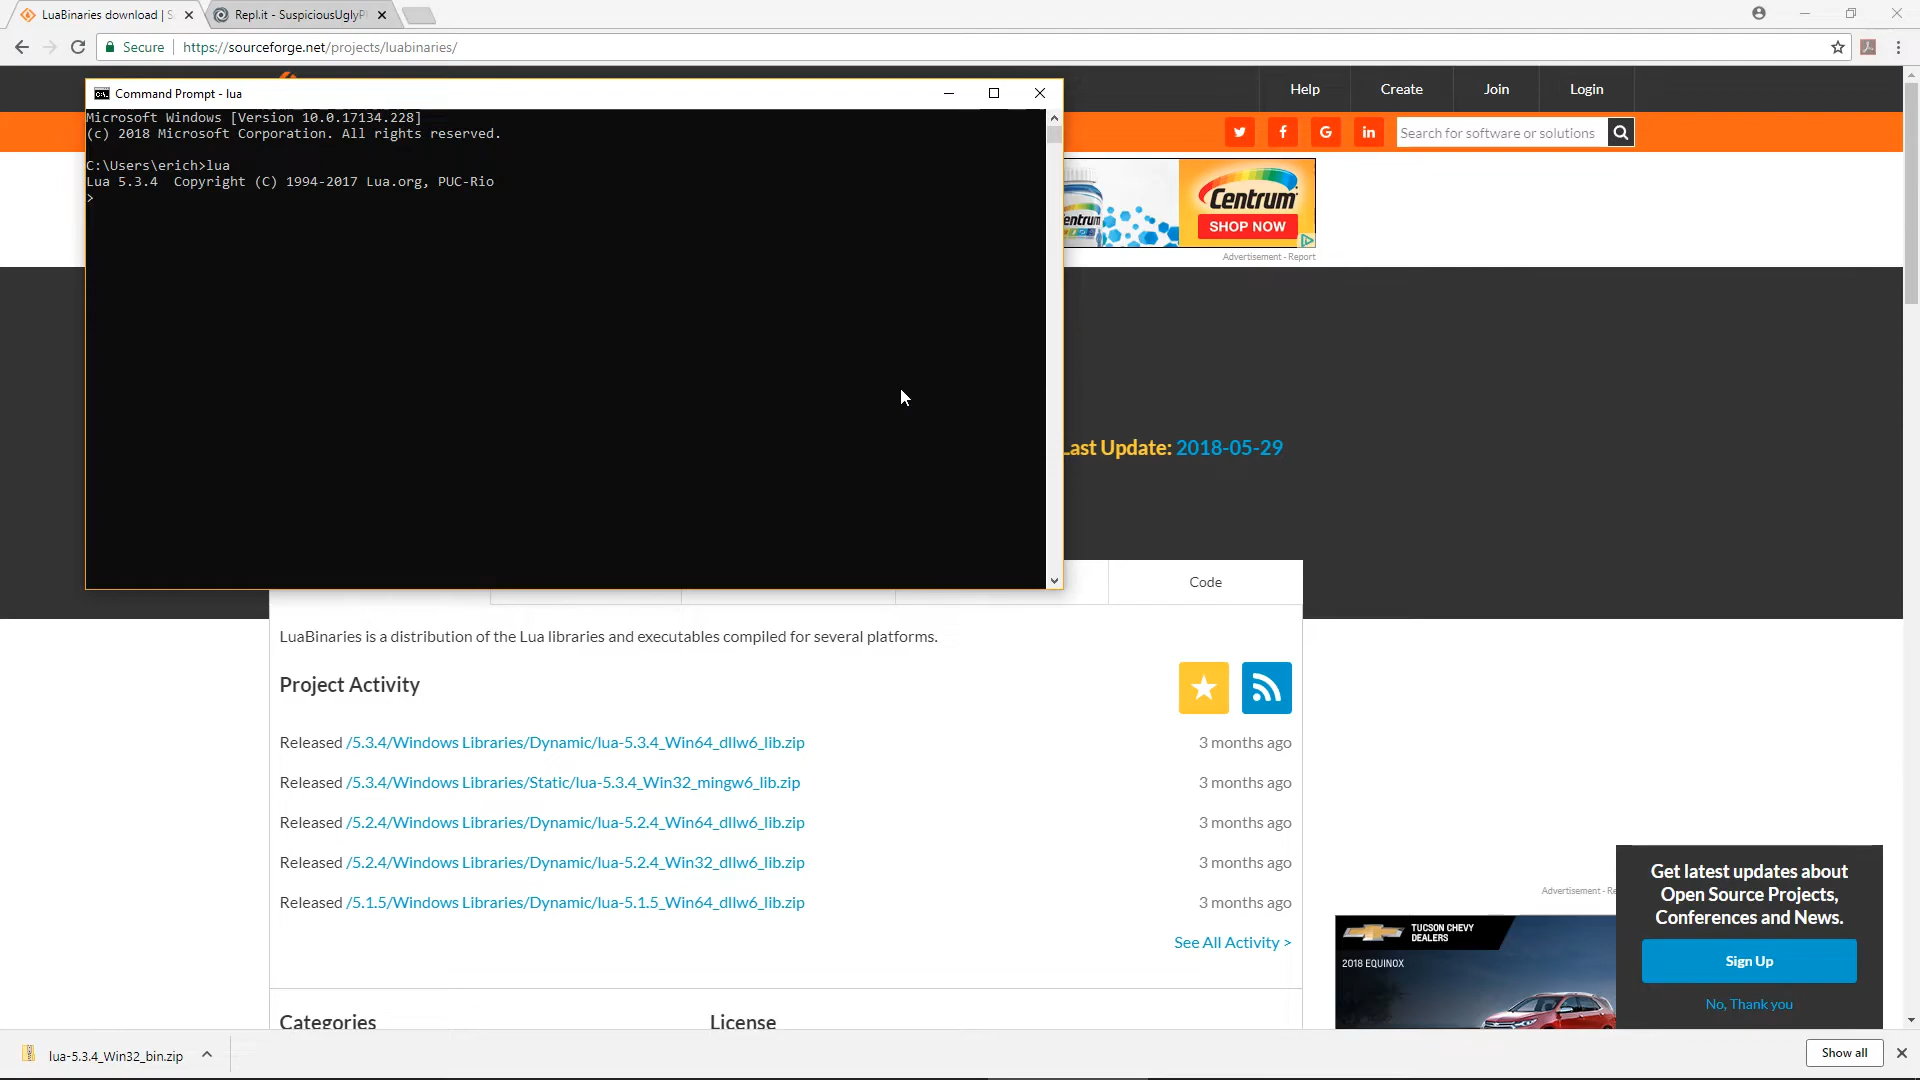 LuaBinaries download | S
Repl.it - SuspiciousUglyP
Secure
https://sourceforge.net/projects/luabinaries/
Help
Create
Join
Login
Command Prompt - lua
Microsoft Windows [Version 10.0.17134.228]
(c) 2018 Microsoft Corporation. All rights reserved.
C:\Users\erich>lua
Lua 5.3.4  Copyright (C) 1994-2017 Lua.org, PUC-Rio
>
Search for software or solutions
entrum
Centrum
SHOP NOW
Advertisement - Report
Last Update: 2018-05-29
Code
LuaBinaries is a distribution of the Lua libraries and executables compiled for several platforms.
Project Activity
Released /5.3.4/Windows Libraries/Dynamic/lua-5.3.4_Win64_dllw6_lib.zip
3 months ago
Released /5.3.4/Windows Libraries/Static/lua-5.3.4_Win32_mingw6_lib.zip
3 months ago
Released /5.2.4/Windows Libraries/Dynamic/lua-5.2.4_Win64_dllw6_lib.zip
3 months ago
Released /5.2.4/Windows Libraries/Dynamic/lua-5.2.4_Win32_dllw6_lib.zip
3 months ago
Released /5.1.5/Windows Libraries/Dynamic/lua-5.1.5_Win64_dllw6_lib.zip
3 months ago
See All Activity >
Categories
License
Advertisement - Re
TUCSON CHEVY
DEALERS
2018 EQUINOX
Get latest updates about
Open Source Projects,
Conferences and News.
Sign Up
No, Thank you
lua-5.3.4_Win32_bin.zip
Show all